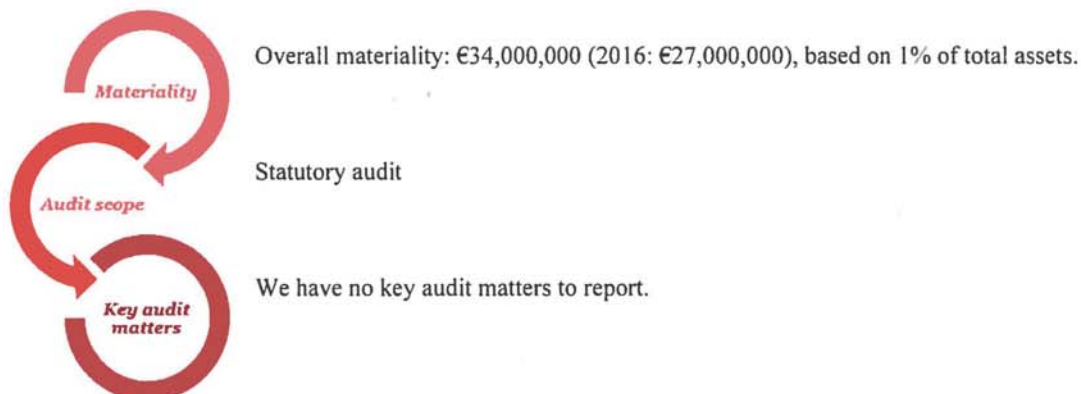 Materiality
Overall materiality: €34,000,000 (2016: €27,000,000), based on 1% of total assets.
Audit scope
Statutory audit
Key audit
matters
We have no key audit matters to report.